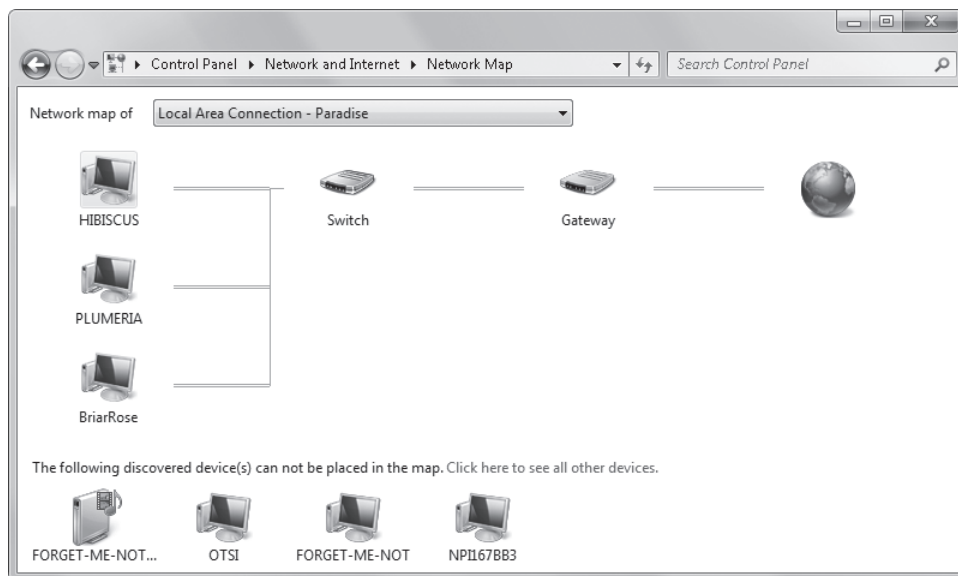 Control Panel ▸ Network and Internet ▸ Network Map
Search Control Panel
Network map of
Local Area Connection - Paradise
HIBISCUS
Switch
Gateway
PLUMERIA
BriarRose
The following discovered device(s) can not be placed in the map. Click here to see all other devices.
FORGET-ME-NOT...
OTSI
FORGET-ME-NOT
NPI167BB3